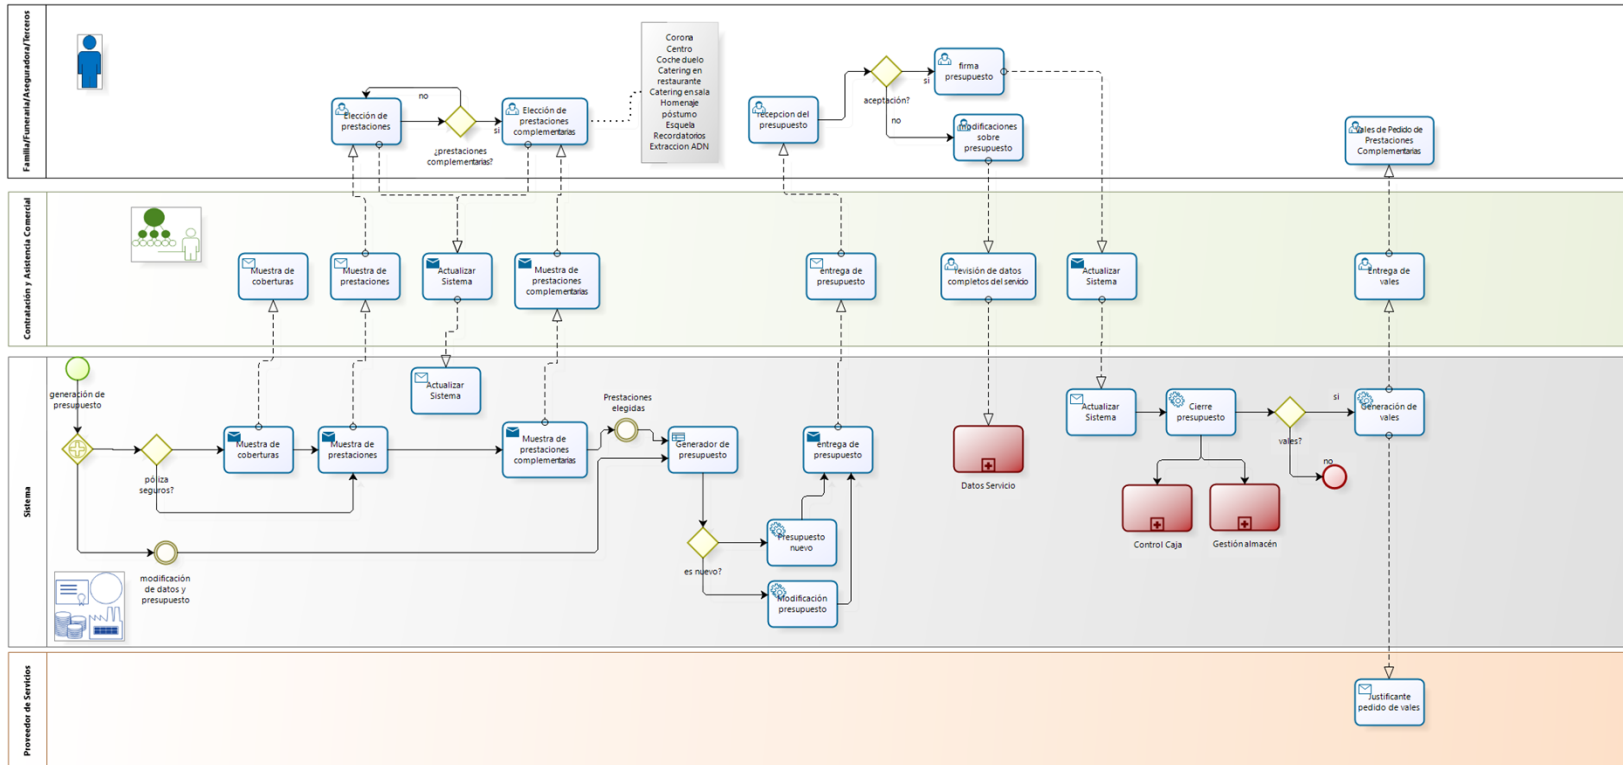 Familia/Funeraria/Aseguradora/Terceros
Elección de
prestaciones
no
¿prestaciones
complementarias?
si
Elección de
prestaciones
complementarias
Corona
Centro
Coche duelo
Catering en
restaurante
Catering en sala
Homenaje
póstumo
Esquela
Recordatorios
Extraccion ADN
recepcion del
presupuesto
aceptación?
si
no
firma
presupuesto
modificaciones
sobre
presupuesto
Vales de Pedido de
Prestaciones
Complementarias
Contratación y Asistencia Comercial
Muestra de
coberturas
Muestra de
prestaciones
Actualizar
Sistema
Muestra de
prestaciones
complementarias
entrega de
presupuesto
revisión de datos
completos del servido
Actualizar
Sistema
Entrega de
vales
Sistema
generación de
presupuesto
póliza
seguros?
Muestra de
coberturas
Muestra de
prestaciones
Actualizar
Sistema
Muestra de
prestaciones
complementarias
Prestaciones
elegidas
Generador de
presupuesto
entrega de
presupuesto
modificación
de datos y
presupuesto
es nuevo?
Presupuesto
nuevo
Modificación
presupuesto
Datos Servicio
Actualizar
Sistema
Cierre
presupuesto
Control Caja
Gestión almacén
vales?
si
no
Generación de
vales
Proveedor de Servicios
Justificante
pedido de vales